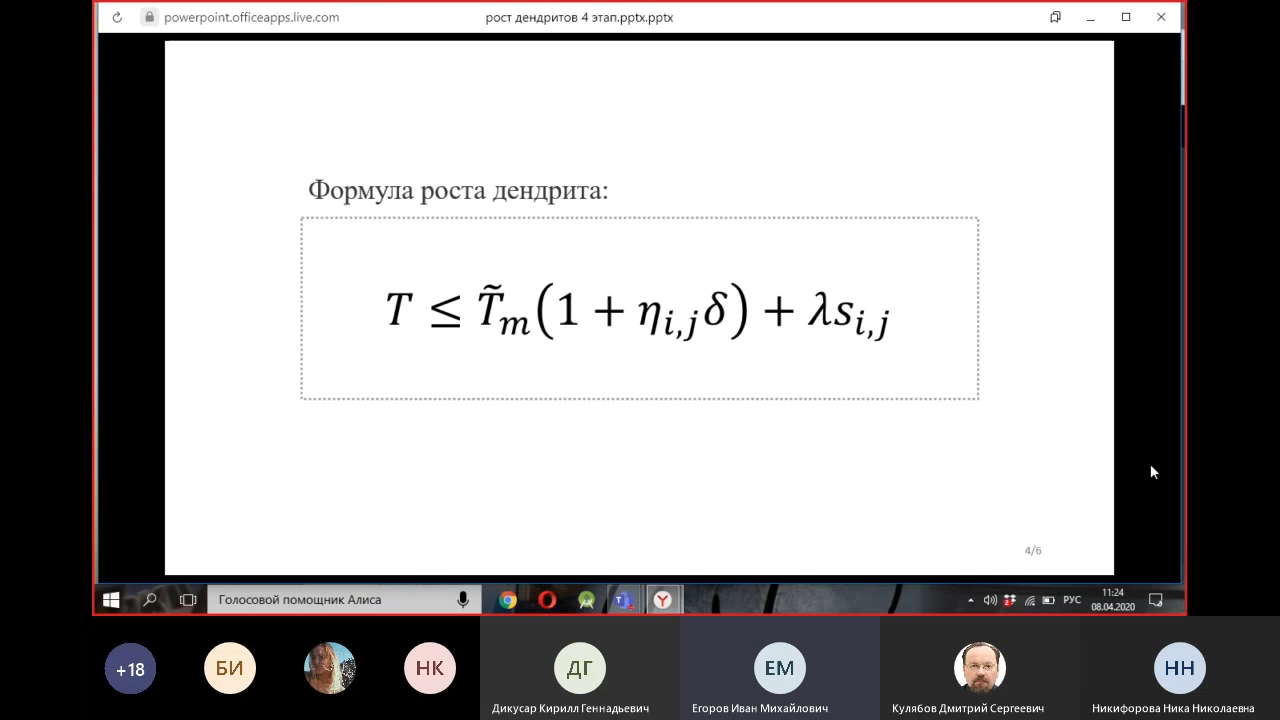 powerpoint.officeapps.live.com
рост дендритов 4 этап.pptx.pptx
Формула роста дендрита:
T ≤ T̃ₘ(1 + ηᵢ,ⱼδ) + λsᵢ,ⱼ
4/6
Голосовой помощник Алиса
РУС
11:24
08.04.2020
+18
БИ
НК
ДГ
ЕМ
НН
Дикусар Кирилл Геннадьевич
Егоров Иван Михайлович
Кулябов Дмитрий Сергеевич
Никифорова Ника Николаевна